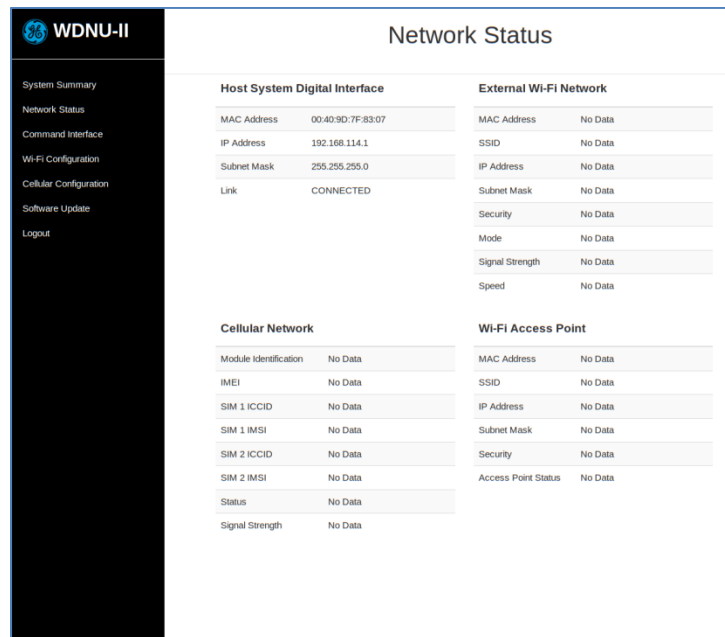 WDNU-II
System Summary
Network Status
Command Interface
Wi-Fi Configuration
Cellular Configuration
Software Update
Logout
Network Status
Host System Digital Interface
MAC Address 00:40:9D:7F:83:07
IP Address 192.168.114.1
Subnet Mask 255.255.255.0
Link CONNECTED
External Wi-Fi Network
MAC Address No Data
SSID No Data
IP Address No Data
Subnet Mask No Data
Security No Data
Mode No Data
Signal Strength No Data
Speed No Data
Cellular Network
Module Identification No Data
IMEI No Data
SIM 1 ICCID No Data
SIM 1 IMSI No Data
SIM 2 ICCID No Data
SIM 2 IMSI No Data
Status No Data
Signal Strength No Data
Wi-Fi Access Point
MAC Address No Data
SSID No Data
IP Address No Data
Subnet Mask No Data
Security No Data
Access Point Status No Data